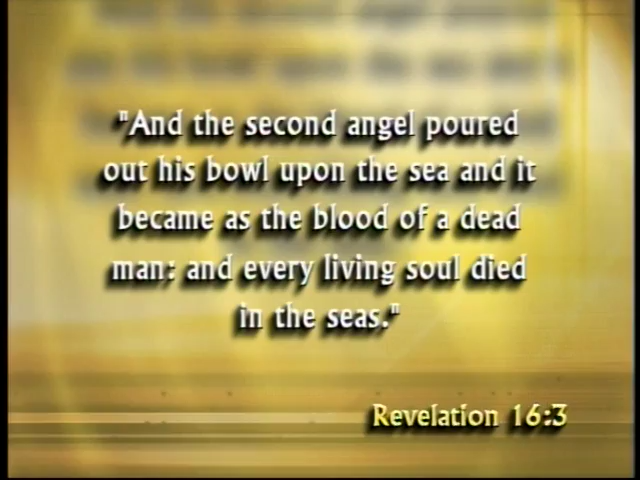 "And the second angel poured
out his bowl upon the sea and it
became as the blood of a dead
man: and every living soul died
in the seas."
Revelation 16:3